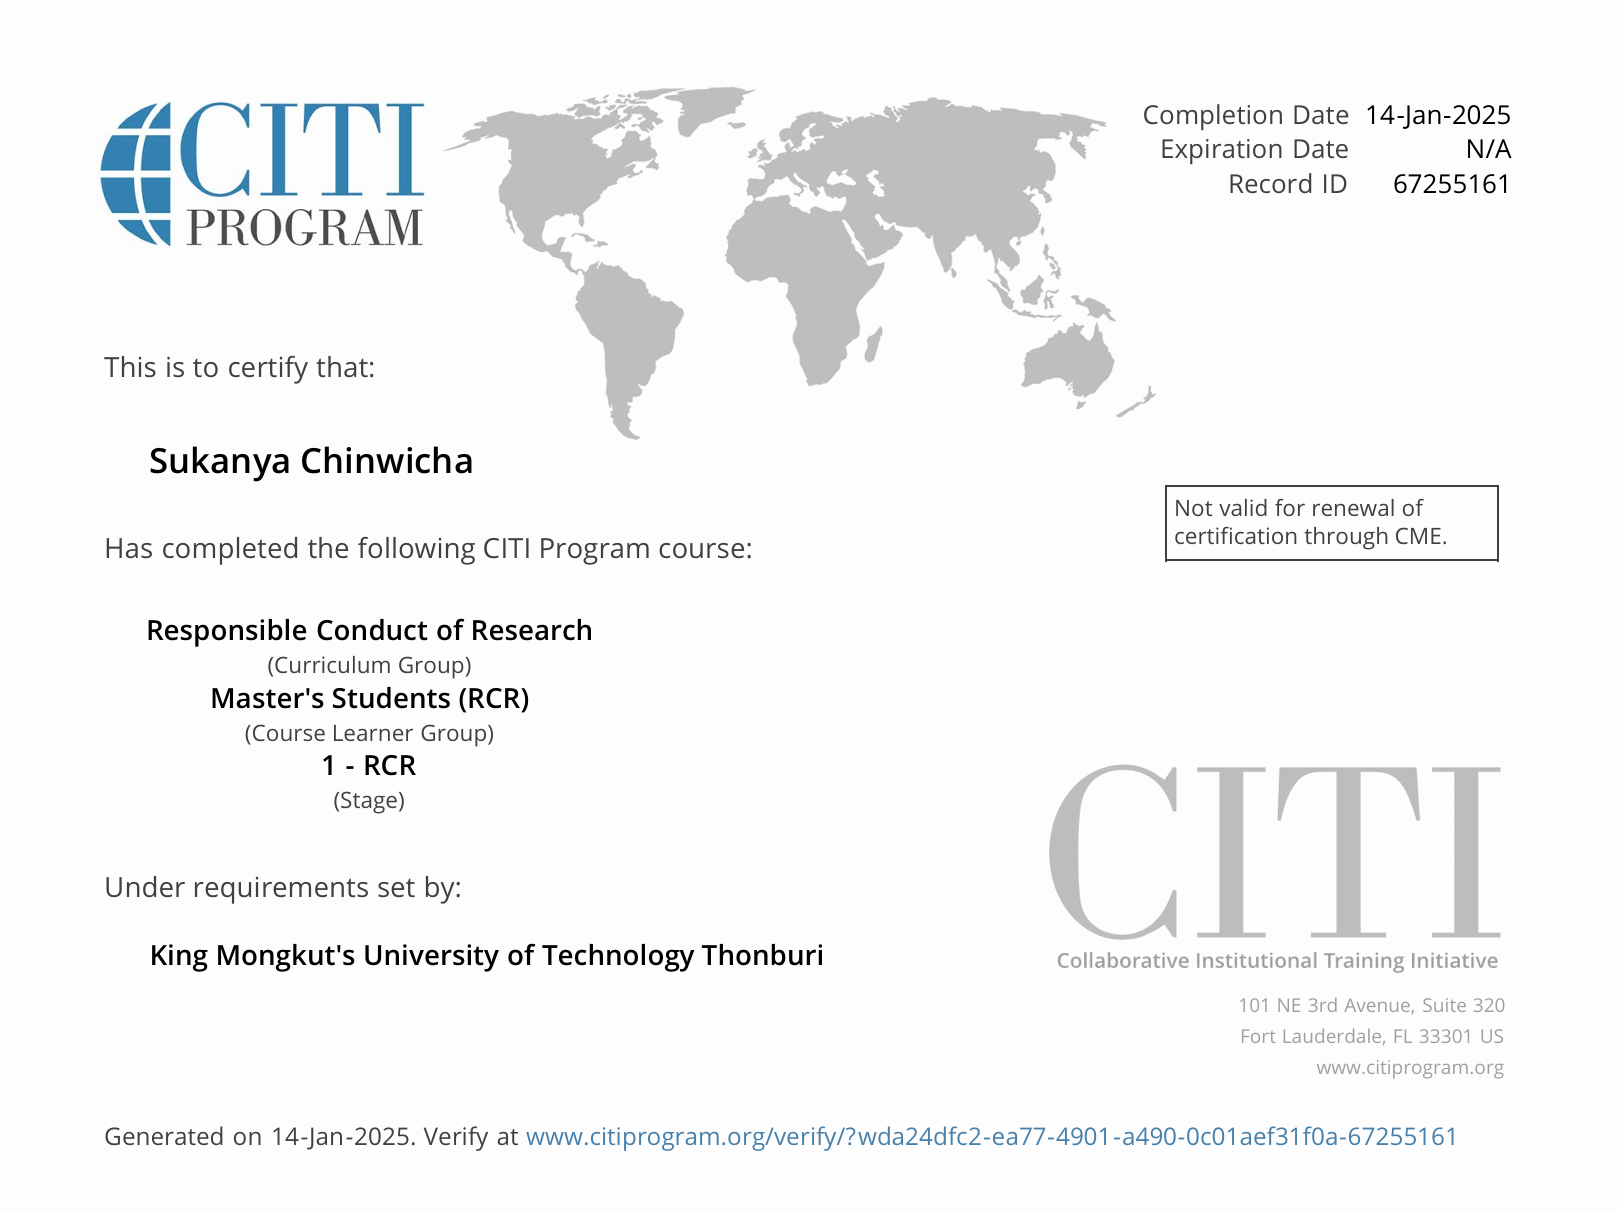 CITI
PROGRAM
Completion Date 14-Jan-2025
Expiration Date N/A
Record ID 67255161
This is to certify that:
Sukanya Chinwicha
Not valid for renewal of
certification through CME.
Has completed the following CITI Program course:
Responsible Conduct of Research
(Curriculum Group)
Master's Students (RCR)
(Course Learner Group)
1 - RCR
(Stage)
Under requirements set by:
King Mongkut's University of Technology Thonburi
CITI
Collaborative Institutional Training Initiative
101 NE 3rd Avenue, Suite 320
Fort Lauderdale, FL 33301 US
www.citiprogram.org
Generated on 14-Jan-2025. Verify at www.citiprogram.org/verify/?wda24dfc2-ea77-4901-a490-0c01aef31f0a-67255161